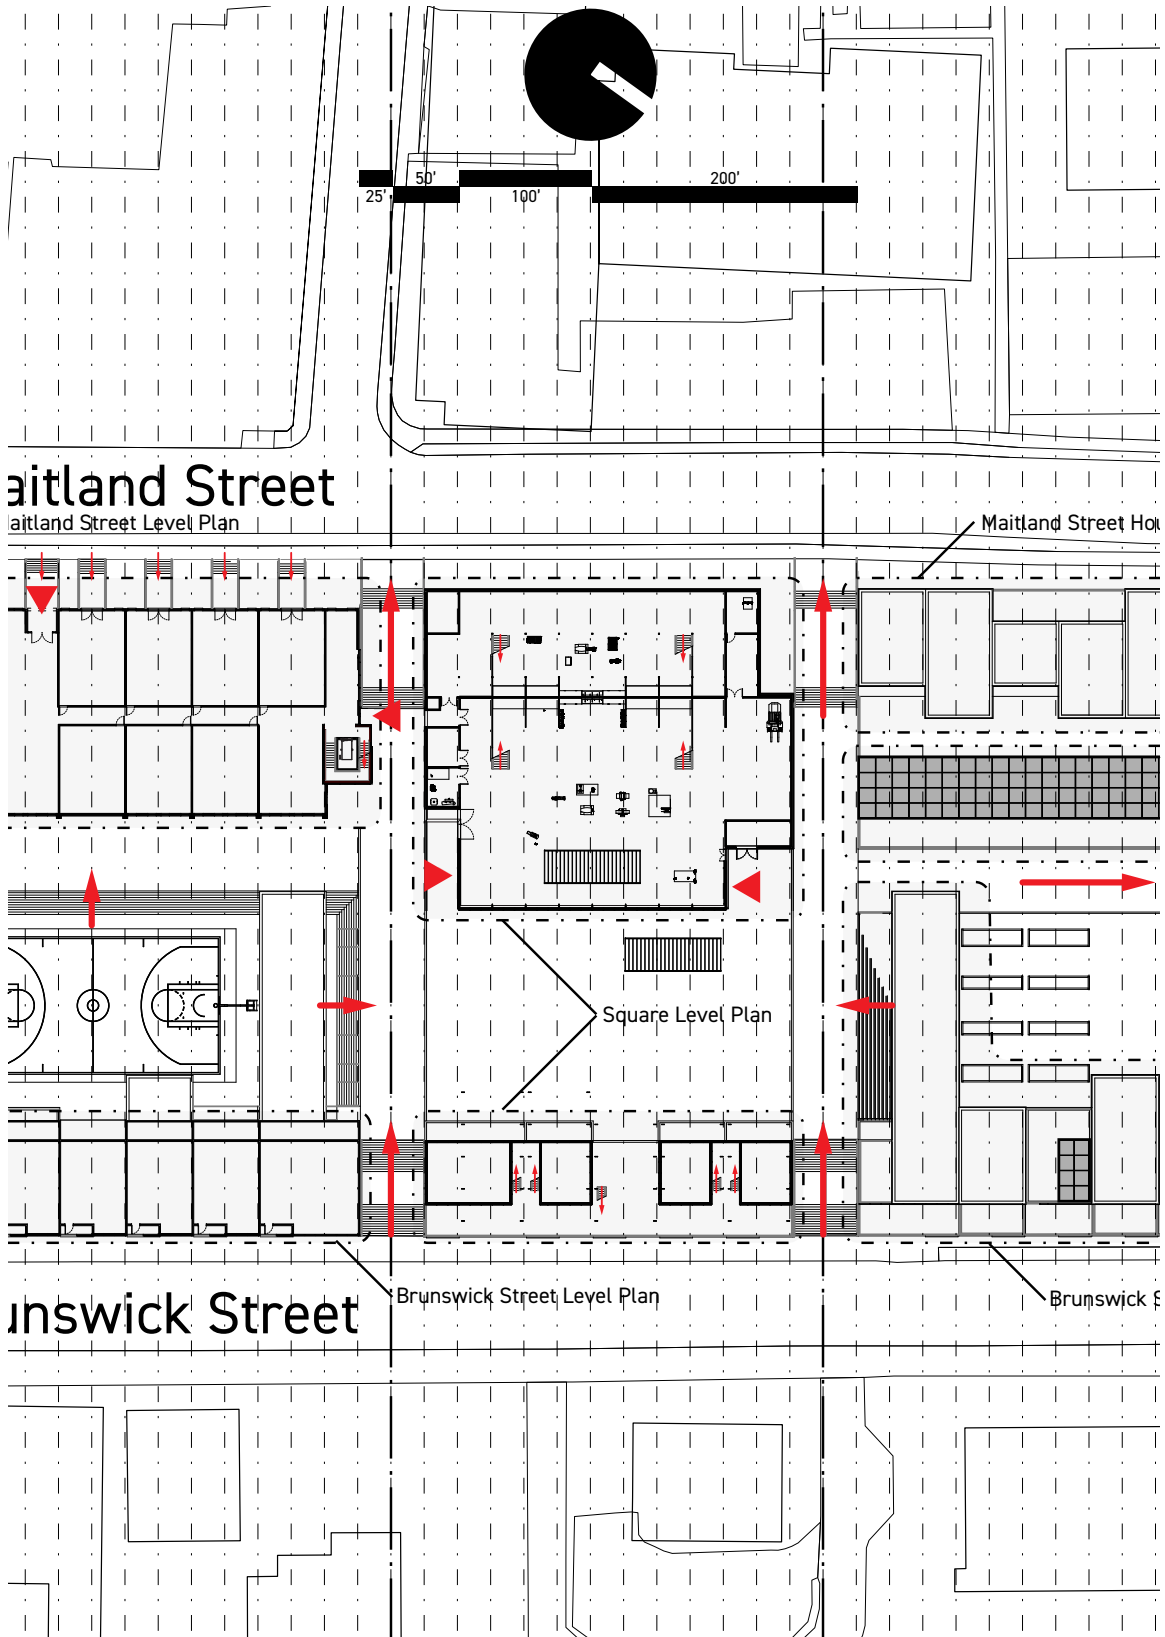 50'
200'
25'
100'
aitland Street
aitland Street Level Plan
Maitland Street Hou
Square Level Plan
Brunswick Street Level Plan
Brunswick S
unswick Street